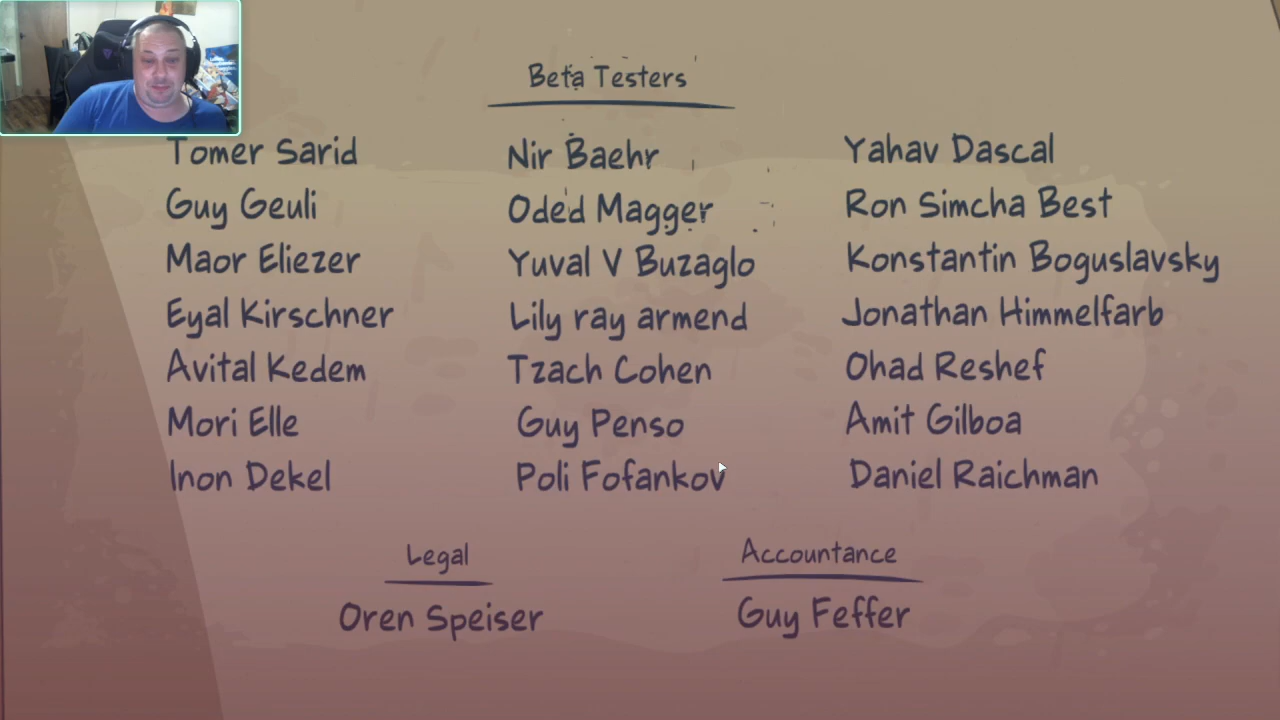 Beta Testers
Tomer Sarid Nir Baehr Yahav Dascal
Guy Geuli Oded Magger Ron Simcha Best
Maor Eliezer Yuval V Buzaglo Konstantin Boguslavsky
Eyal Kirschner Lily ray armend Jonathan Himmelfarb
Avital Kedem Tzach Cohen Ohad Reshef
Mori Elle Guy Penso Amit Gilboa
Inon Dekel Poli Fofankov Daniel Raichman
Legal Accountance
Oren Speiser Guy Feffer